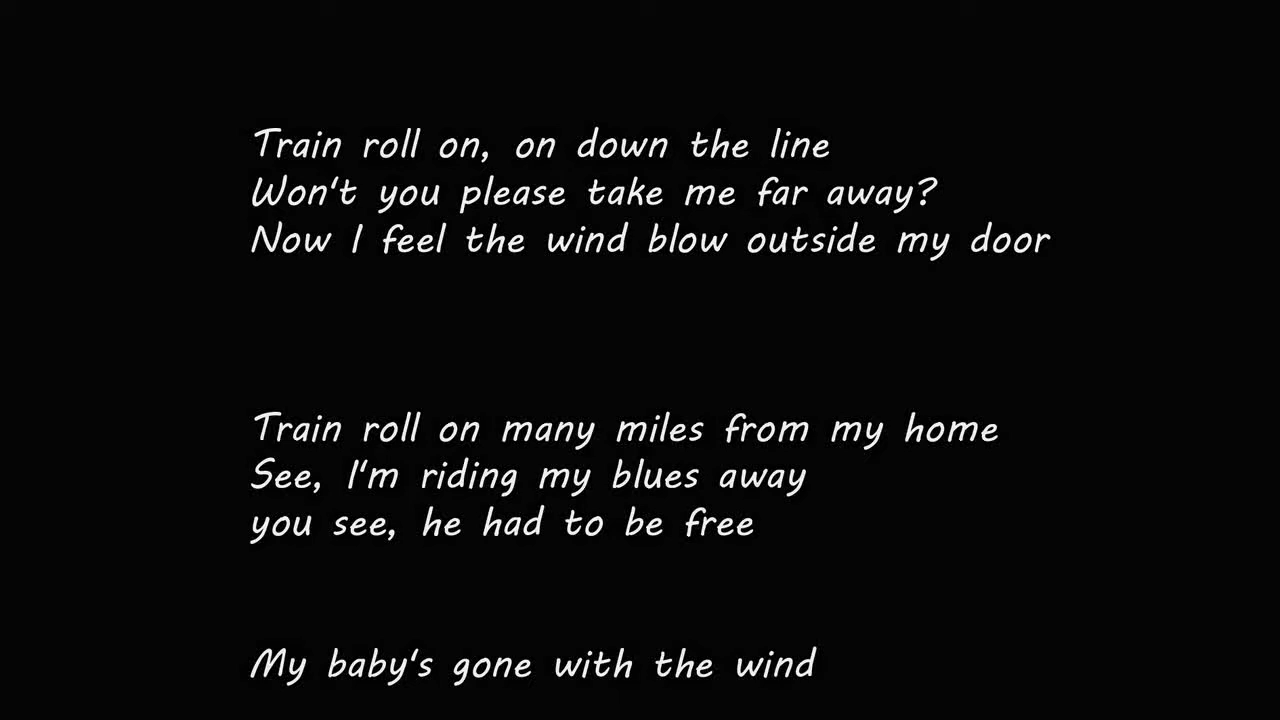 Train roll on, on down the line
Won't you please take me far away?
Now I feel the wind blow outside my door
Train roll on many miles from my home
See, I'm riding my blues away
you see, he had to be free
My baby's gone with the wind